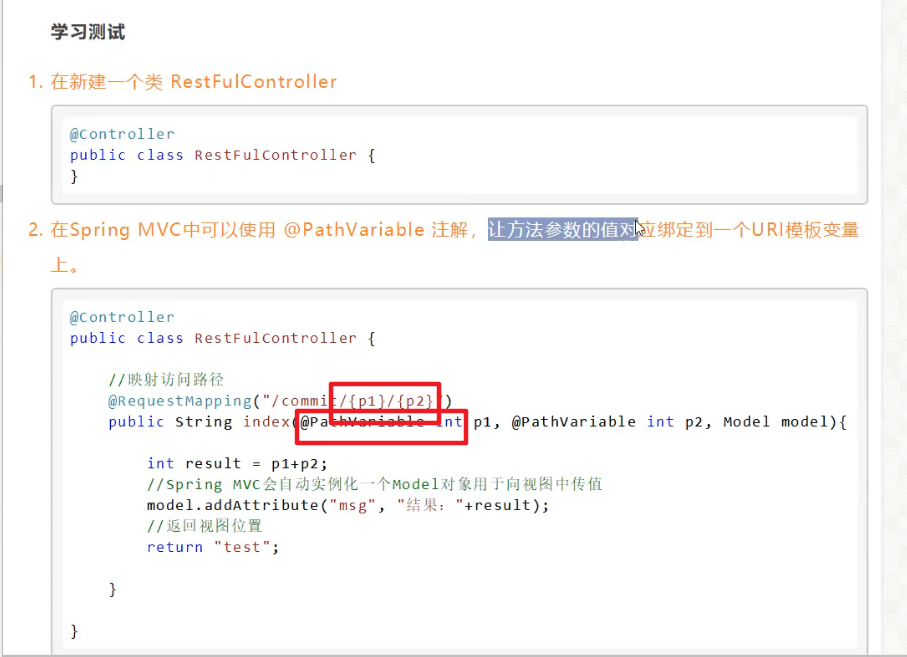 学习测试
1. 在新建一个类 RestFulController
@Controller
public class RestFulController {
}
2. 在Spring MVC中可以使用 @PathVariable 注解，让方法参数的值对应绑定到一个URI模板变量
上。
@Controller
public class RestFulController {
//映射访问路径
@RequestMapping("/commit/{p1}/{p2}")
public String index(@PathVariable int p1, @PathVariable int p2, Model model){
int result = p1+p2;
//Spring MVC会自动实例化一个Model对象用于向视图中传值
model.addAttribute("msg", "结果："+result);
//返回视图位置
return "test";
}
}